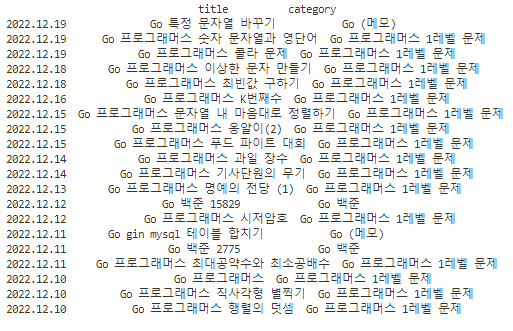 title category
2022.12.19 Go 특정 문자열 바꾸기 Go (메모)
2022.12.19 Go 프로그래머스 숫자 문자열과 영단어 Go 프로그래머스 1레벨 문제
2022.12.19 Go 프로그래머스 콜라 문제 Go 프로그래머스 1레벨 문제
2022.12.18 Go 프로그래머스 이상한 문자 만들기 Go 프로그래머스 1레벨 문제
2022.12.18 Go 프로그래머스 최빈값 구하기 Go 프로그래머스 1레벨 문제
2022.12.16 Go 프로그래머스 K번째수 Go 프로그래머스 1레벨 문제
2022.12.15 Go 프로그래머스 문자열 내 마음대로 정렬하기 Go 프로그래머스 1레벨 문제
2022.12.15 Go 프로그래머스 옹알이(2) Go 프로그래머스 1레벨 문제
2022.12.15 Go 프로그래머스 푸드 파이트 대회 Go 프로그래머스 1레벨 문제
2022.12.14 Go 프로그래머스 과일 장수 Go 프로그래머스 1레벨 문제
2022.12.14 Go 프로그래머스 기사단원의 무기 Go 프로그래머스 1레벨 문제
2022.12.13 Go 프로그래머스 명예의 전당 (1) Go 프로그래머스 1레벨 문제
2022.12.12 Go 백준 15829 Go 백준
2022.12.12 Go 프로그래머스 시저암호 Go 프로그래머스 1레벨 문제
2022.12.11 Go gin mysql 테이블 합치기 Go (메모)
2022.12.11 Go 백준 2775 Go 백준
2022.12.11 Go 프로그래머스 최대공약수와 최소공배수 Go 프로그래머스 1레벨 문제
2022.12.10 Go 프로그래머스 Go 프로그래머스 1레벨 문제
2022.12.10 Go 프로그래머스 직사각형 별찍기 Go 프로그래머스 1레벨 문제
2022.12.10 Go 프로그래머스 행렬의 덧셈 Go 프로그래머스 1레벨 문제